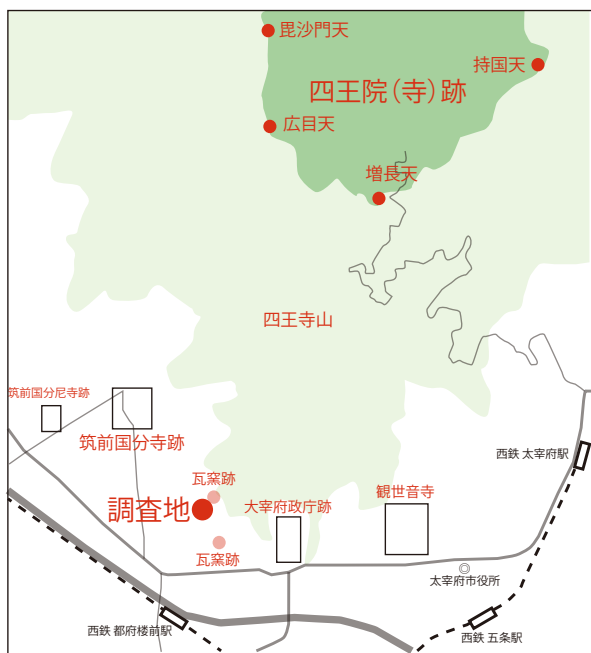 毘沙門天
持国天
四王院(寺)跡
広目天
増長天
四王寺山
筑前国分尼寺跡
筑前国分寺跡
西鉄 太宰府駅
瓦窯跡
観世音寺
大宰府政庁跡
調査地
瓦窯跡
太宰府市役所
西鉄 都府楼前駅
西鉄 五条駅